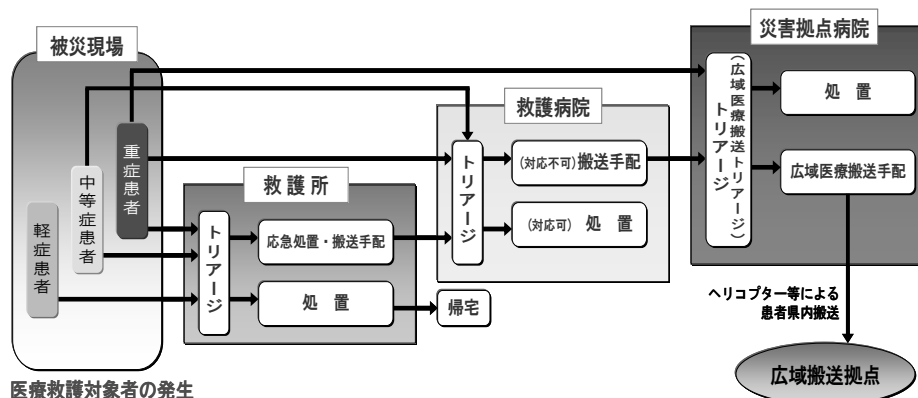 被災現場
重症患者
中等症患者
軽症患者
医療救護対象者の発生
救護所
トリアージ
応急処置・搬送手配
処 置
帰宅
救護病院
トリアージ
(対応不可)搬送手配
(対応可) 処 置
災害拠点病院
トリアージ
(広域医療搬送トリアージ)
処 置
広域医療搬送手配
ヘリコプター等による
患者県内搬送
広域搬送拠点